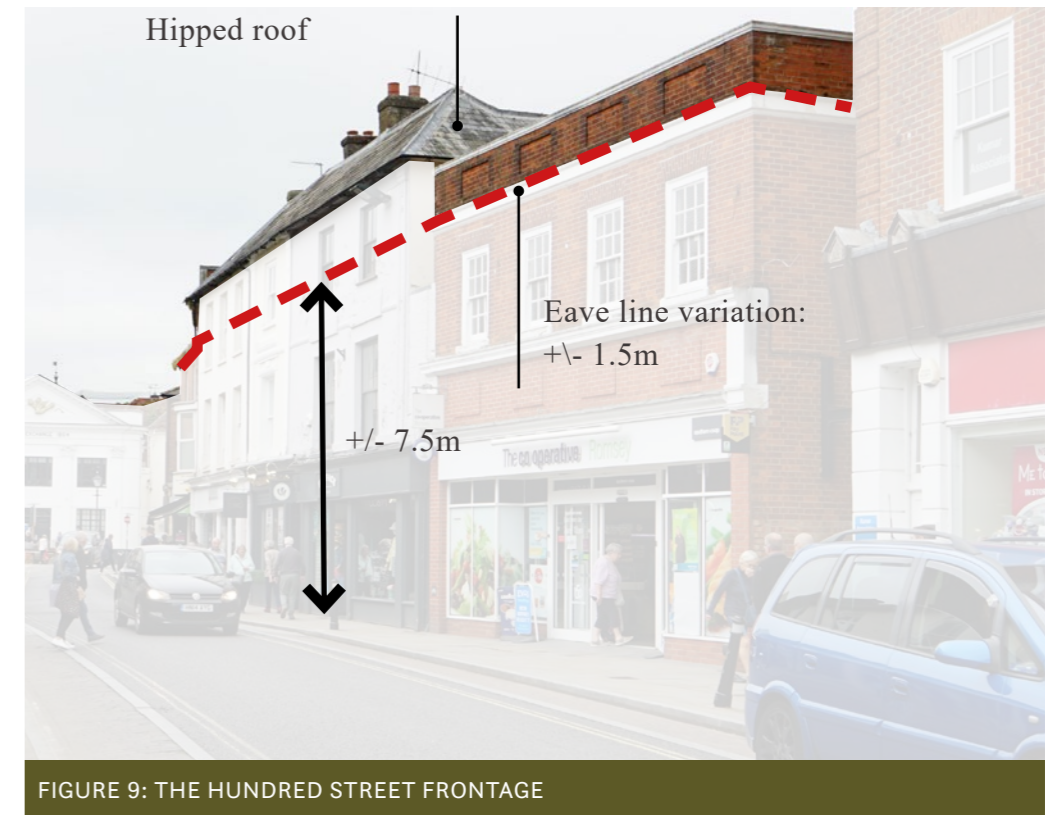 Hipped roof
Eave line variation:
+\- 1.5m
+/- 7.5m
The co operative Romsey
FIGURE 9: THE HUNDRED STREET FRONTAGE